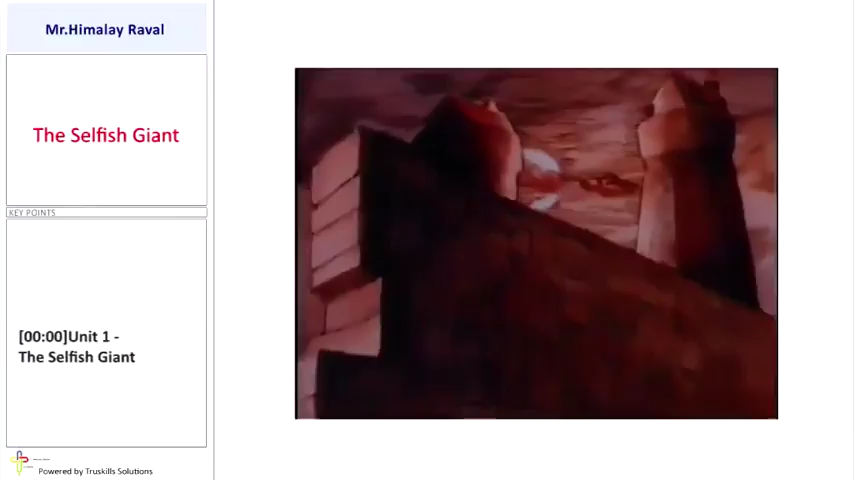 Mr.Himalay Raval
The Selfish Giant
KEY POINTS
[00:00]Unit 1 -
The Selfish Giant
Powered by Truskills Solutions